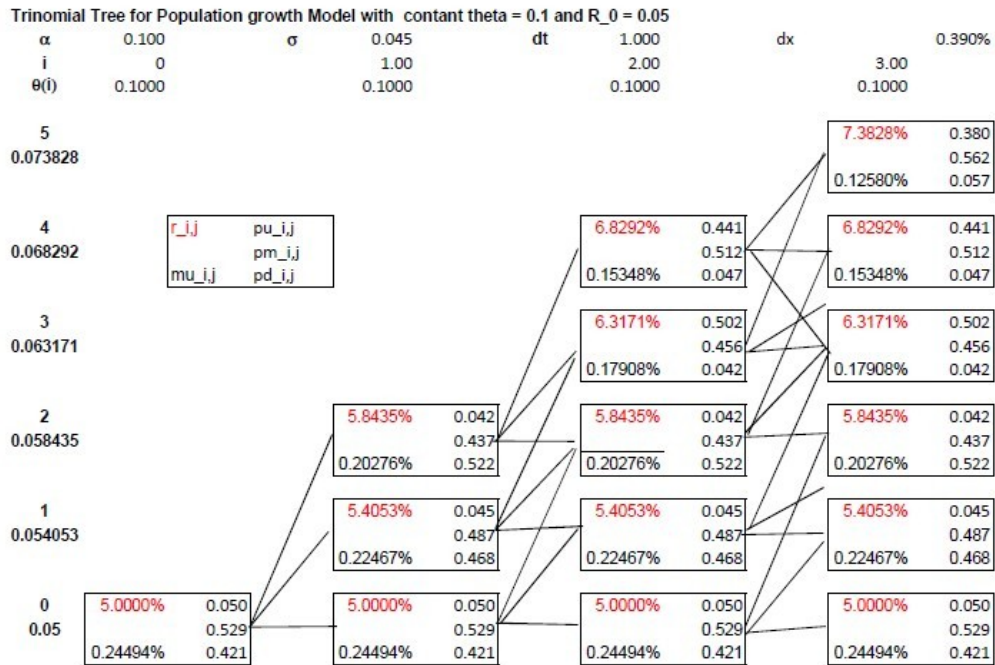 Trinomial Tree for Population growth Model with contant theta = 0.1 and R_0 = 0.05
α 0.100 σ 0.045 dt 1.000 dx 0.390%
i 0 1.00 2.00 3.00
θ(i) 0.1000 0.1000 0.1000 0.1000
5 7.3828% 0.380
0.073828 0.562
0.12580% 0.057
4 r_i,j pu_i,j 6.8292% 0.441 6.8292% 0.441
0.068292 pm_i,j 0.512 0.512
mu_i,j pd_i,j 0.15348% 0.047 0.15348% 0.047
3 6.3171% 0.502 6.3171% 0.502
0.063171 0.456 0.456
0.17908% 0.042 0.17908% 0.042
2 5.8435% 0.042 5.8435% 0.042 5.8435% 0.042
0.058435 0.437 0.437 0.437
0.20276% 0.522 0.20276% 0.522 0.20276% 0.522
1 5.4053% 0.045 5.4053% 0.045 5.4053% 0.045
0.054053 0.487 0.487 0.487
0.22467% 0.468 0.22467% 0.468 0.22467% 0.468
0 5.0000% 0.050 5.0000% 0.050 5.0000% 0.050 5.0000% 0.050
0.05 0.529 0.529 0.529 0.529
0.24494% 0.421 0.24494% 0.421 0.24494% 0.421 0.24494% 0.421